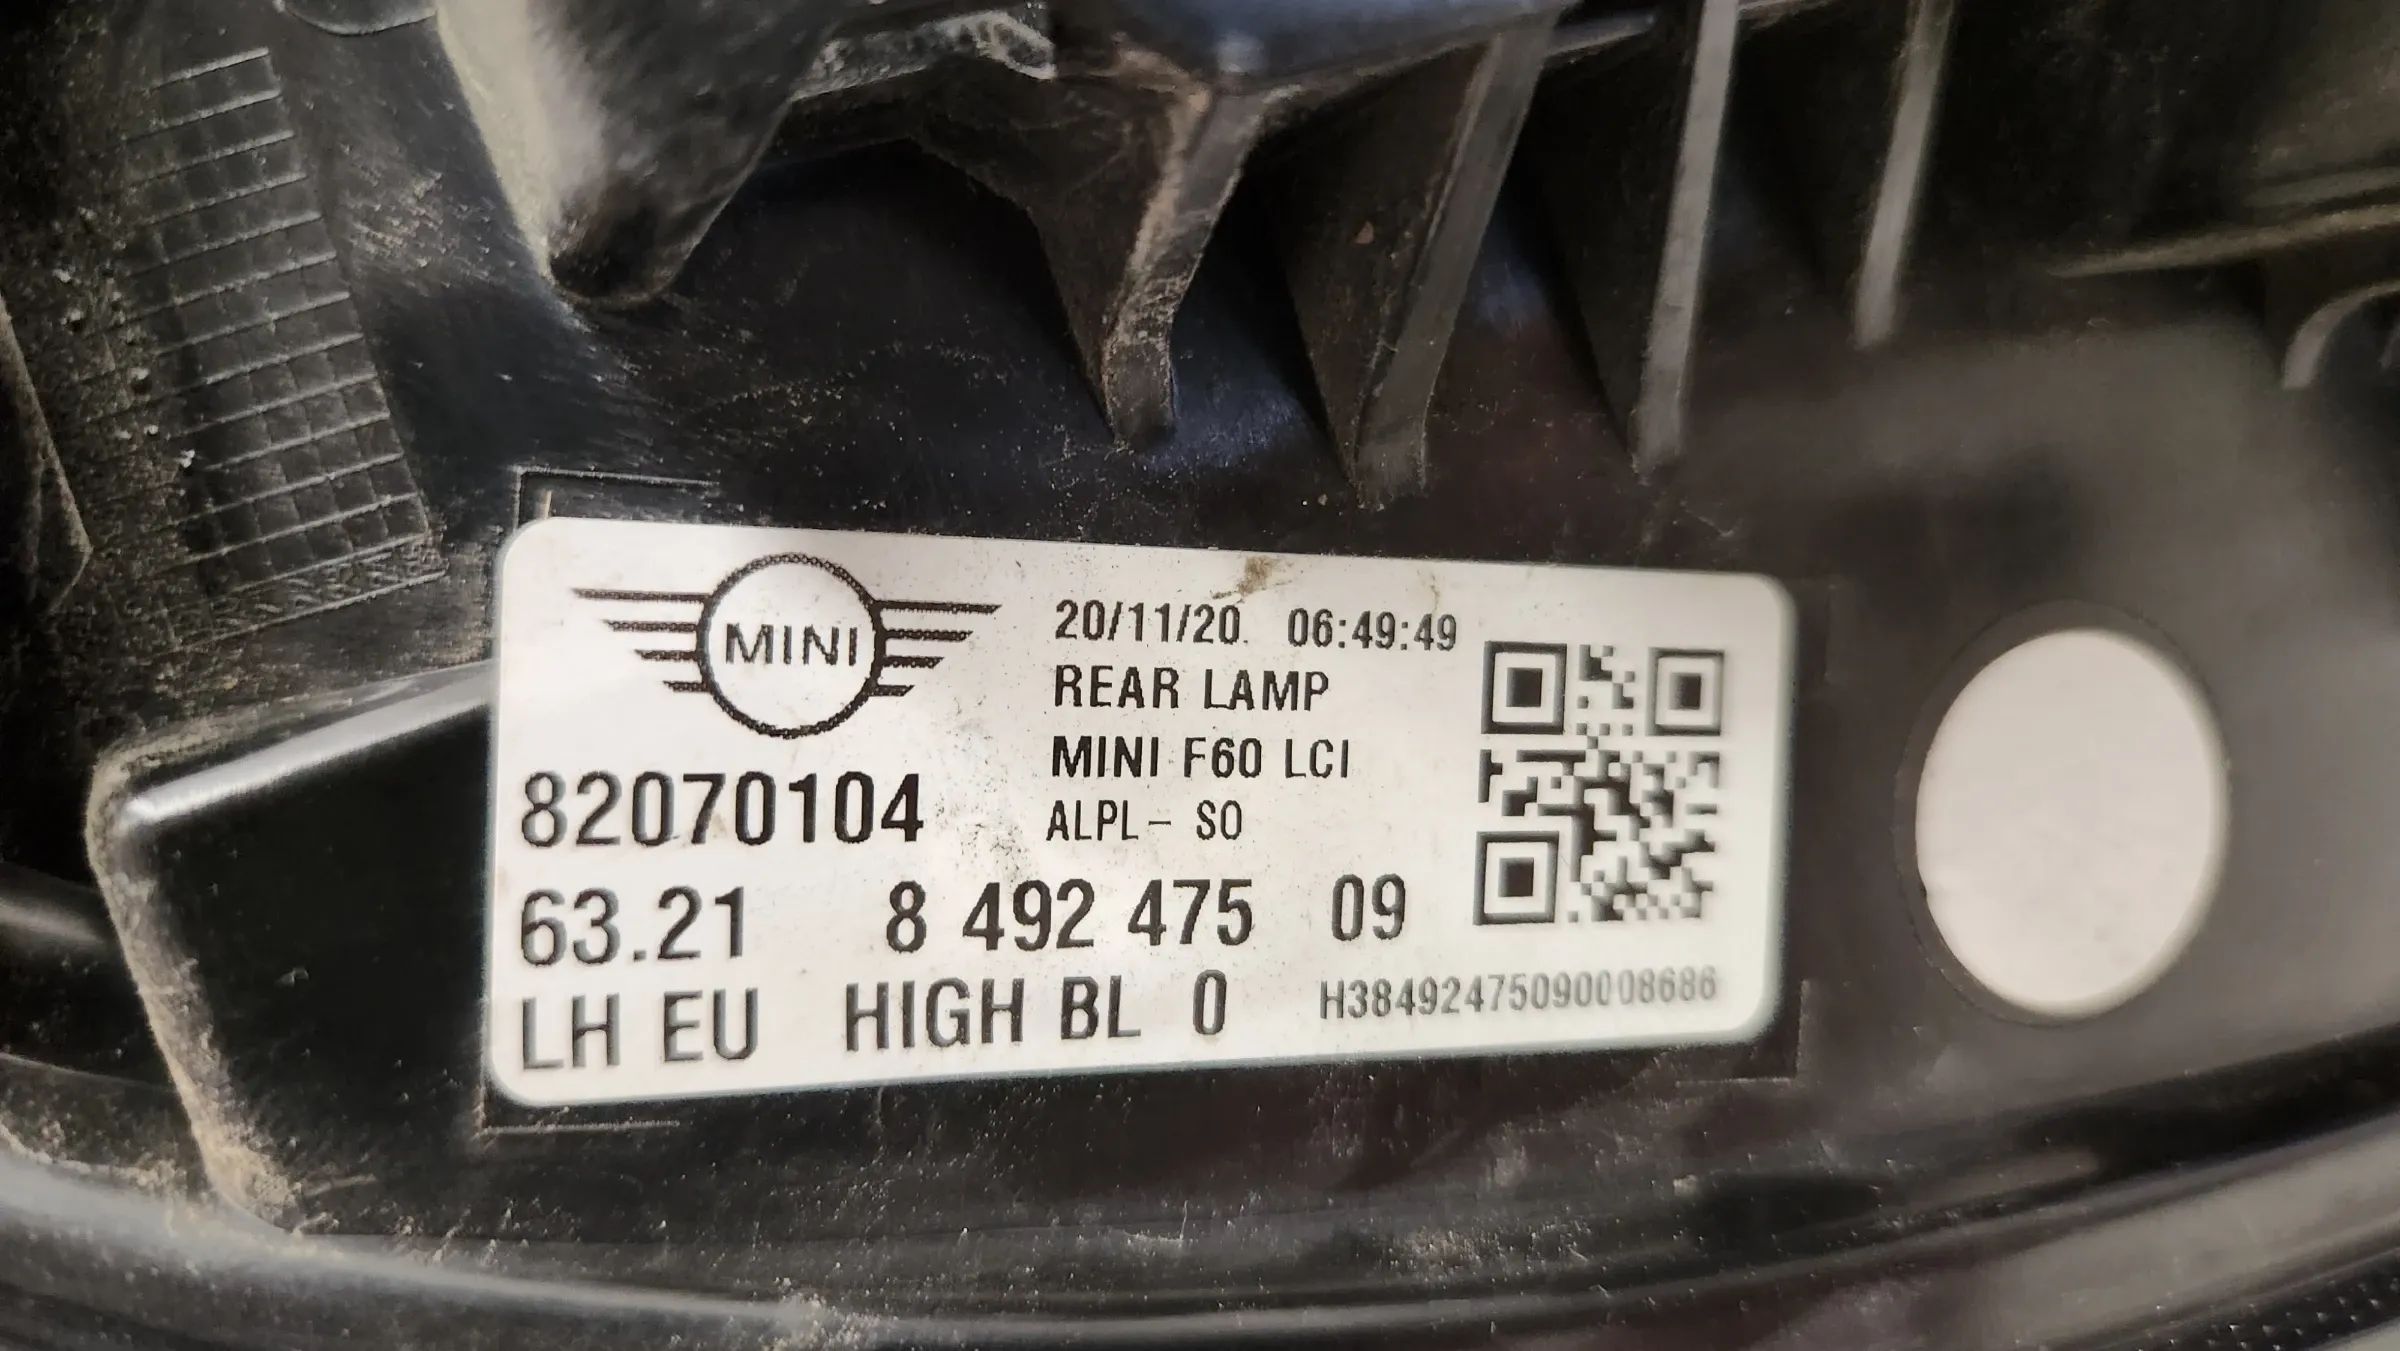 MINI
20/11/20. 06:49:49
REAR LAMP
MINI F60 LCI
82070104 ALPL- SO
63.21 8 492 475 09
LH EU HIGH BL 0 H38492475090008686